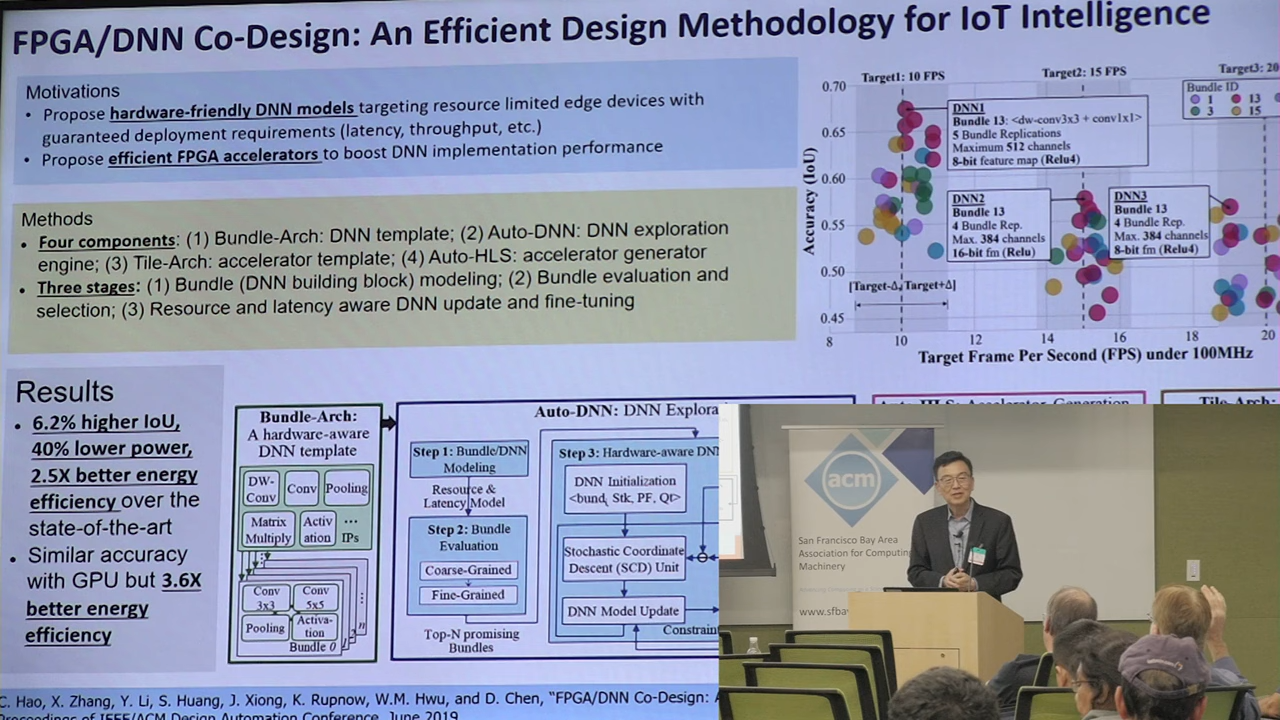 FPGA/DNN Co-Design: An Efficient Design Methodology for IoT Intelligence
Motivations
• Propose hardware-friendly DNN models targeting resource limited edge devices with
guaranteed deployment requirements (latency, throughput, etc.)
• Propose efficient FPGA accelerators to boost DNN implementation performance
Methods
• Four components: (1) Bundle-Arch: DNN template; (2) Auto-DNN: DNN exploration
engine; (3) Tile-Arch: accelerator template; (4) Auto-HLS: accelerator generator
• Three stages: (1) Bundle (DNN building block) modeling; (2) Bundle evaluation and
selection; (3) Resource and latency aware DNN update and fine-tuning
Target1: 10 FPS
Target2: 15 FPS
Target3: 20
Bundle ID
1 13
3 15
0.70
0.65
0.60
0.55
0.50
0.45
Accuracy (IoU)
DNN1
Bundle 13: <dw-conv3x3 + conv1x1>
5 Bundle Replications
Maximum 512 channels
8-bit feature map (Relu4)
DNN2
Bundle 13
4 Bundle Rep.
Max. 384 channels
16-bit fm (Relu)
DNN3
Bundle 13
4 Bundle Rep.
Max. 384 channels
8-bit fm (Relu4)
[Target-Δ, Target+Δ]
8 10 12 14 16 18 20
Target Frame Per Second (FPS) under 100MHz
Results
• 6.2% higher IoU,
40% lower power,
2.5X better energy
efficiency over the
state-of-the-art
• Similar accuracy
with GPU but 3.6X
better energy
efficiency
Bundle-Arch:
A hardware-aware
DNN template
DW-
Conv
Conv
Pooling
Matrix
Multiply
Activ
ation
...
IPs
Conv
3x3
Conv
5x5
Pooling
Activa-
tion
Bundle 0
1 2 n
Auto-DNN: DNN Explora
Step 1: Bundle/DNN
Modeling
Resource &
Latency Model
Step 2: Bundle
Evaluation
Coarse-Grained
Fine-Grained
Top-N promising
Bundles
Step 3: Hardware-aware DN
DNN Initialization
<bund, Stk, PF, Qt>
Stochastic Coordinate
Descent (SCD) Unit
DNN Model Update
Constrain
Auto-HLS: Accelerator Generation
Tile-Arch:
acm
San Francisco Bay Area
Association for Computin
Machinery
www.sfba
C. Hao, X. Zhang, Y. Li, S. Huang, J. Xiong, K. Rupnow, W.M. Hwu, and D. Chen, "FPGA/DNN Co-Design: A
Proceedings of IEEE/ACM Design Automation Conference, June 2019